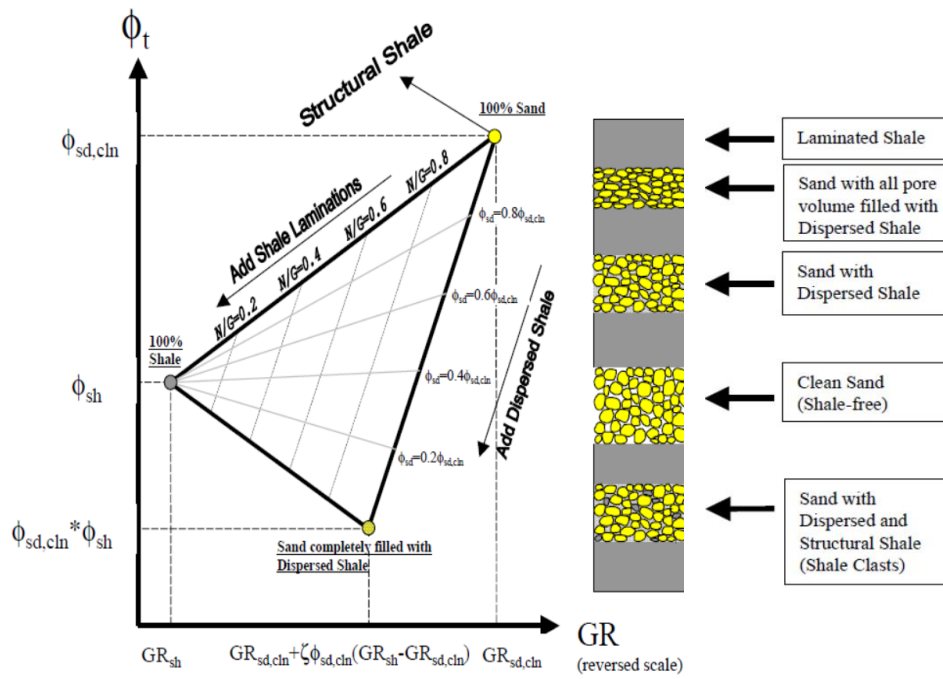 ϕt
Structural Shale
100% Sand
ϕsd,cln
Add Shale Laminations
N/G=0.8
N/G=0.6
N/G=0.4
N/G=0.2
ϕsd=0.8ϕsd,cln
ϕsd=0.6ϕsd,cln
ϕsd=0.4ϕsd,cln
ϕsd=0.2ϕsd,cln
Add Dispersed Shale
100%
Shale
ϕsh
ϕsd,cln*ϕsh
Sand completely filled with
Dispersed Shale
GRsh
GRsd,cln+ζϕsd,cln(GRsh-GRsd,cln)
GRsd,cln
GR
(reversed scale)
Laminated Shale
Sand with all pore
volume filled with
Dispersed Shale
Sand with
Dispersed Shale
Clean Sand
(Shale-free)
Sand with
Dispersed and
Structural Shale
(Shale Clasts)